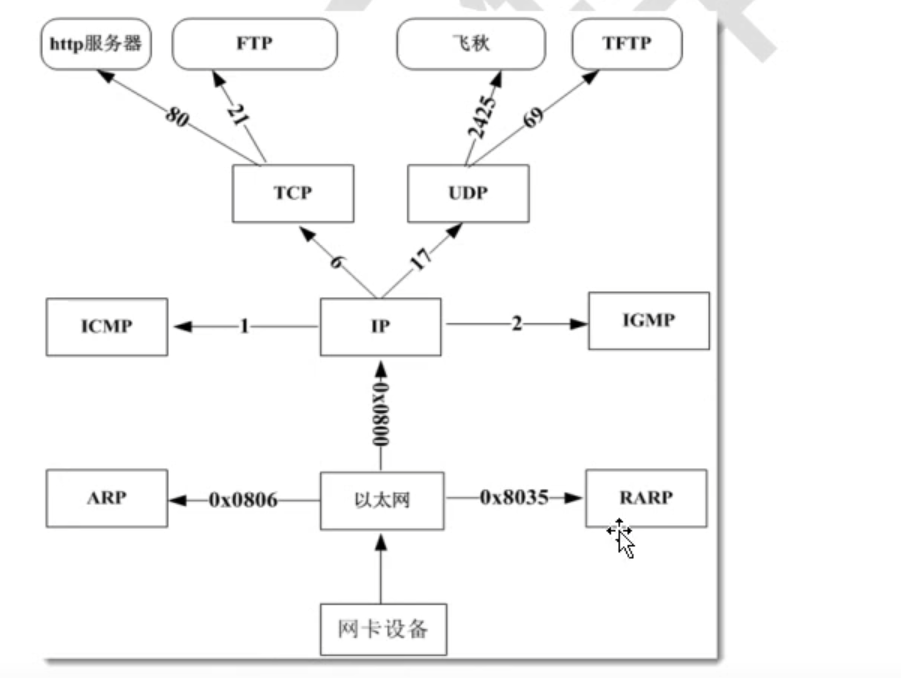 http服务器
FTP
飞秋
TFTP
80
21
2425
69
TCP
UDP
6
17
ICMP
1
IP
2
IGMP
0x0800
ARP
0x0806
以太网
0x8035
RARP
网卡设备